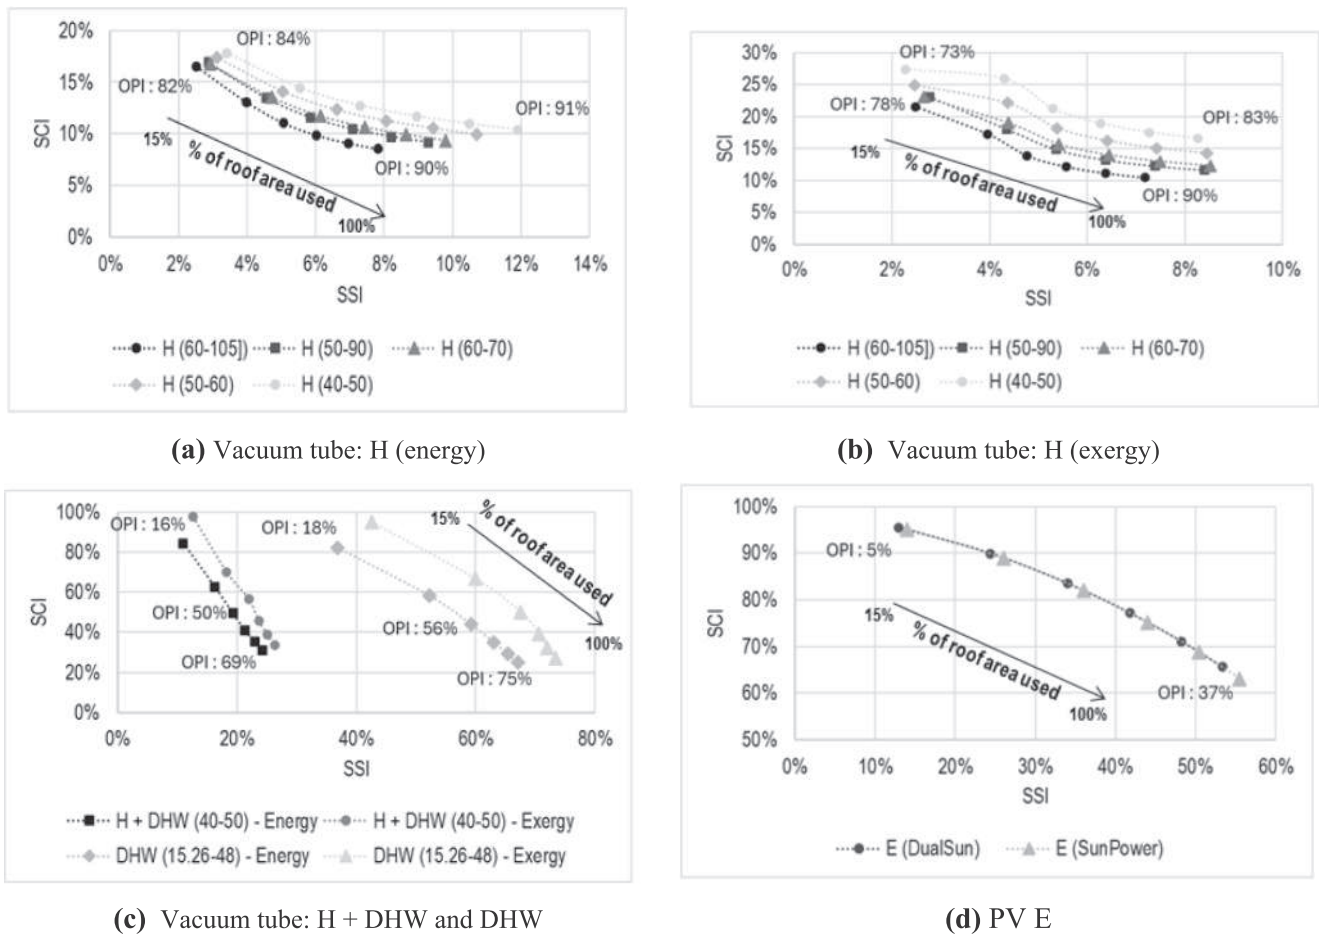 20%
15%
10%
5%
0%
SCI
OPI : 84%
OPI : 82%
OPI : 91%
OPI : 90%
15%
% of roof area used
100%
0% 2% 4% 6% 8% 10% 12% 14%
SSI
H (60-105]) H (50-90) H (60-70)
H (50-60) H (40-50)
(a) Vacuum tube: H (energy)
30%
25%
20%
15%
10%
5%
0%
SCI
OPI : 73%
OPI : 78%
OPI : 83%
OPI : 90%
15%
% of roof area used
100%
0% 2% 4% 6% 8% 10%
SSI
H (60-105]) H (50-90) H (60-70)
H (50-60) H (40-50)
(b) Vacuum tube: H (exergy)
100%
80%
60%
40%
20%
0%
SCI
OPI : 16%
OPI : 18%
OPI : 50%
OPI : 56%
OPI : 69%
OPI : 75%
15%
% of roof area used
100%
0% 20% 40% 60% 80%
SSI
H + DHW (40-50) - Energy H + DHW (40-50) - Exergy
DHW (15.26-48) - Energy DHW (15.26-48) - Exergy
(c) Vacuum tube: H + DHW and DHW
100%
90%
80%
70%
60%
50%
SCI
OPI : 5%
15%
% of roof area used
100%
OPI : 37%
0% 10% 20% 30% 40% 50% 60%
SSI
E (DualSun) E (SunPower)
(d) PV E